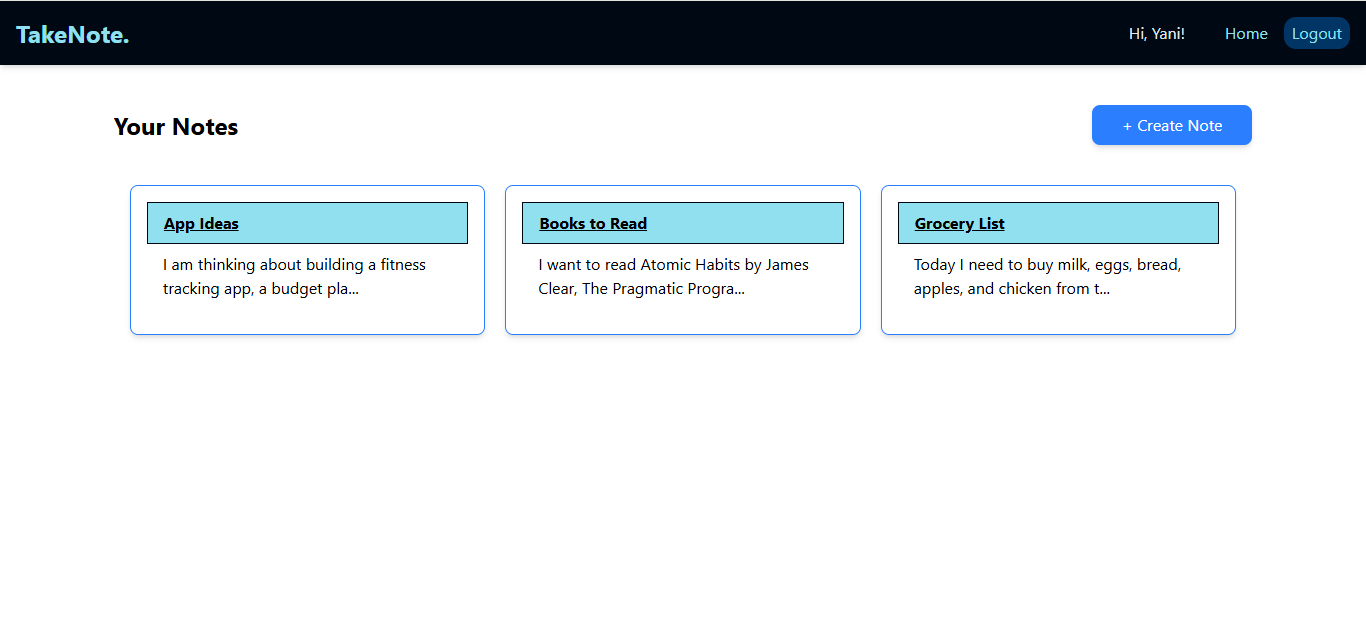 TakeNote.
Hi, Yani!
Home
Logout
Your Notes
+ Create Note
App Ideas
I am thinking about building a fitness
tracking app, a budget pla...
Books to Read
I want to read Atomic Habits by James
Clear, The Pragmatic Progra...
Grocery List
Today I need to buy milk, eggs, bread,
apples, and chicken from t...